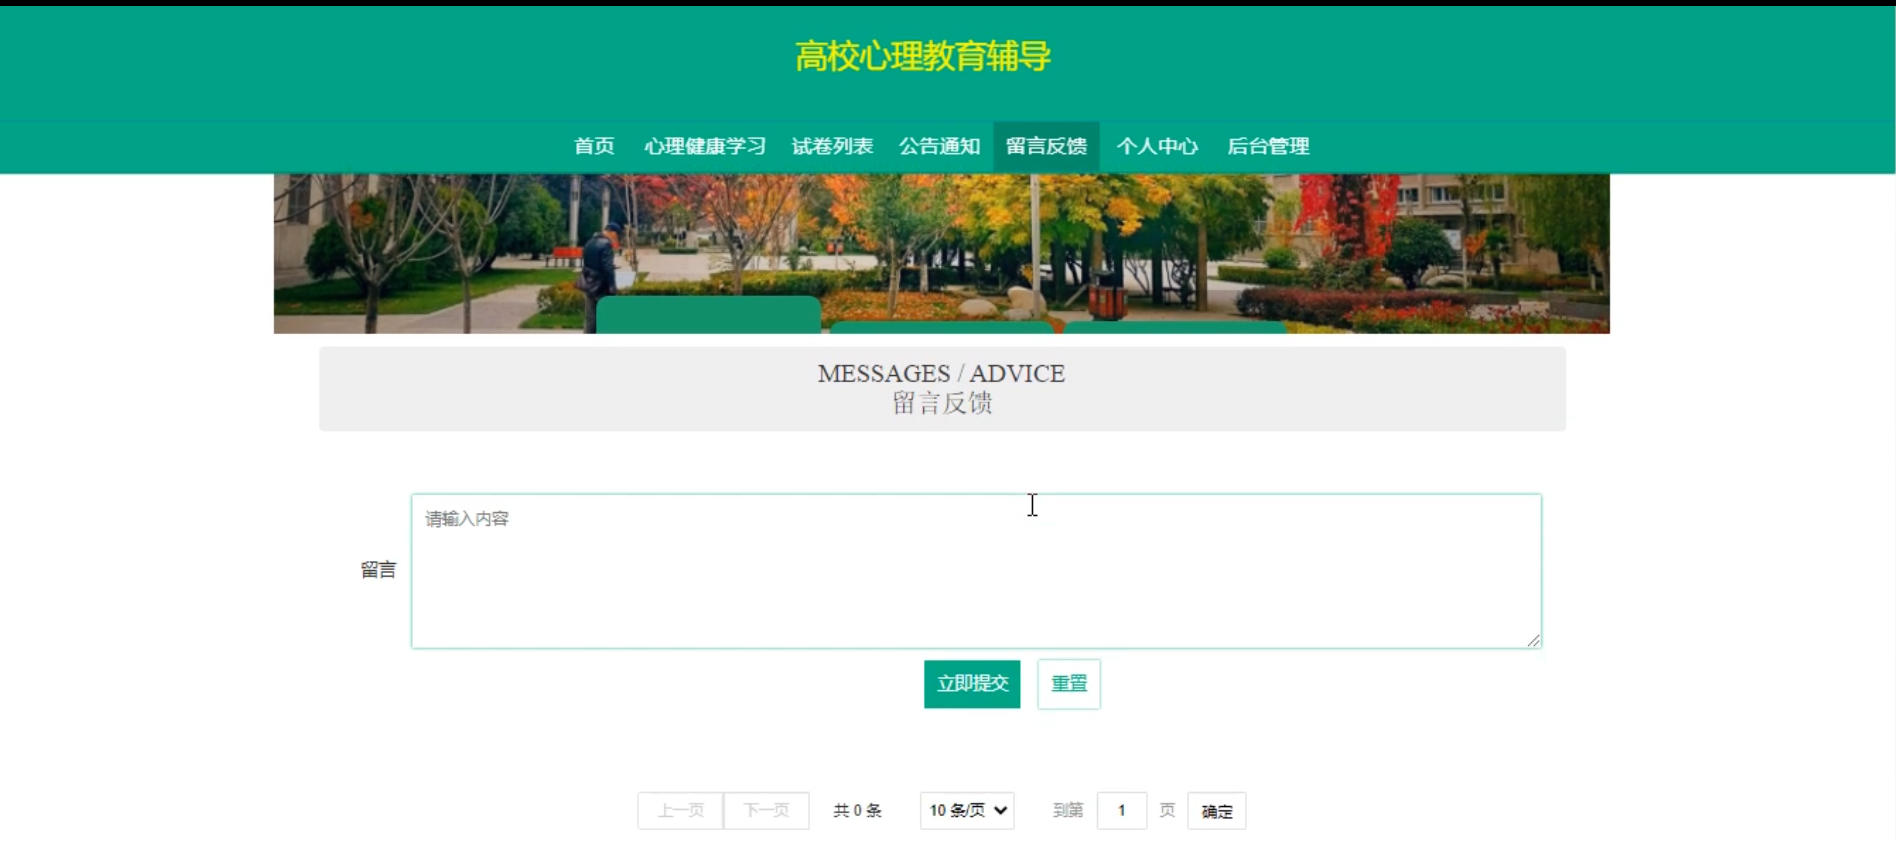 高校心理教育辅导
首页 心理健康学习 试卷列表 公告通知 留言反馈 个人中心 后台管理
MESSAGES / ADVICE
留言反馈
请输入内容
留言
立即提交 重置
上一页 下一页 共 0 条 10 条/页 到第 1 页 确定